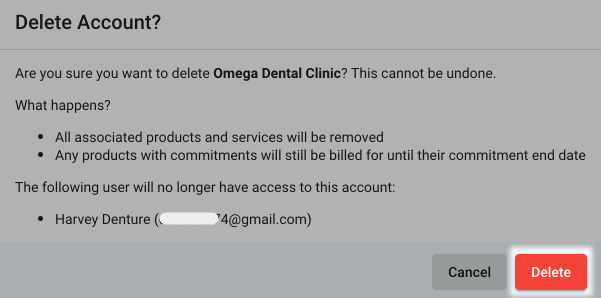 Delete Account?
Are you sure you want to delete Omega Dental Clinic? This cannot be undone.
What happens?
• All associated products and services will be removed
• Any products with commitments will still be billed for until their commitment end date
The following user will no longer have access to this account:
• Harvey Denture ( 4@gmail.com)
Cancel
Delete